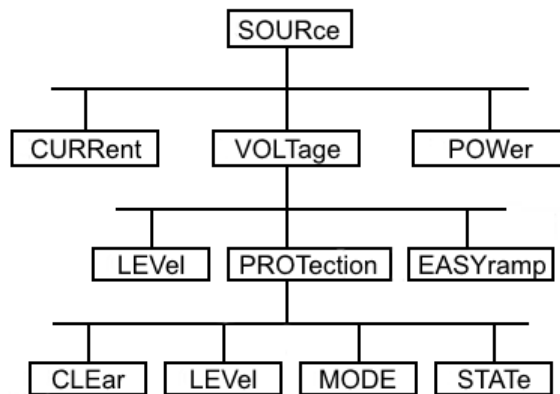 SOURce
CURRent VOLTage POWer
LEVel PROTection EASYramp
CLEar LEVel MODE STATe